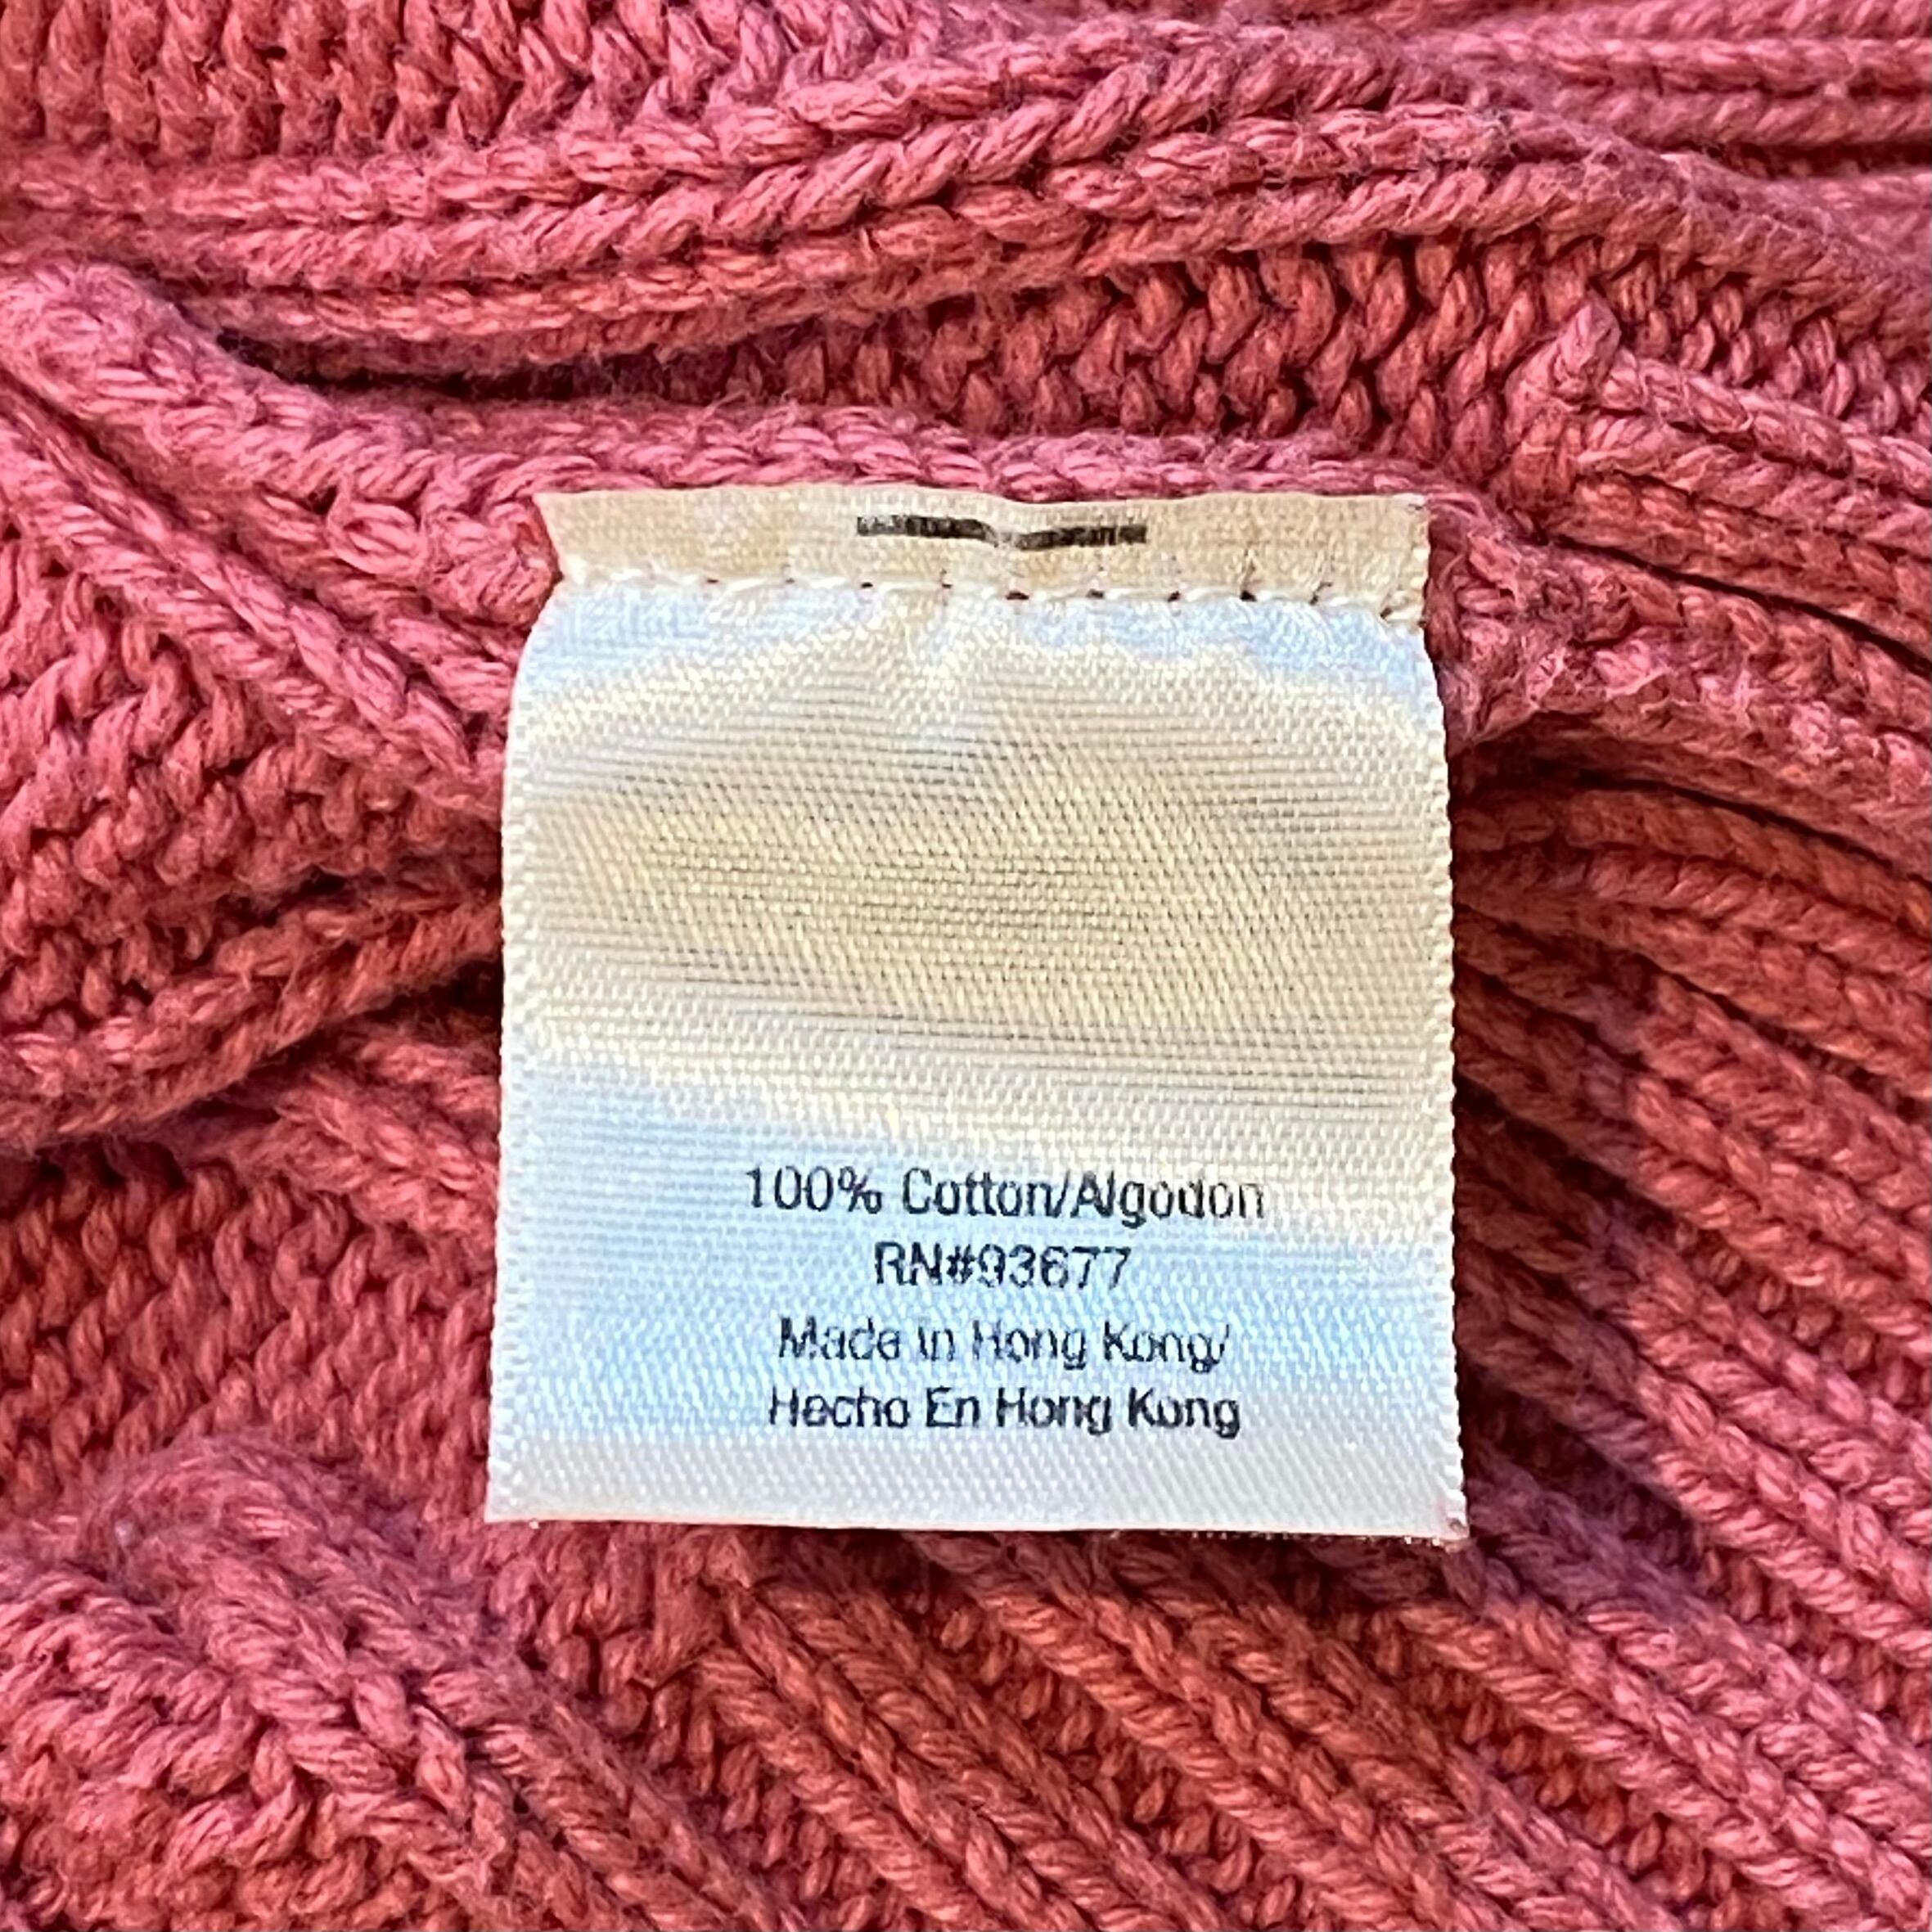 100% Cotton/Algodon
RN#93677
Made in Hong Kong/
Hecho En Hong Kong